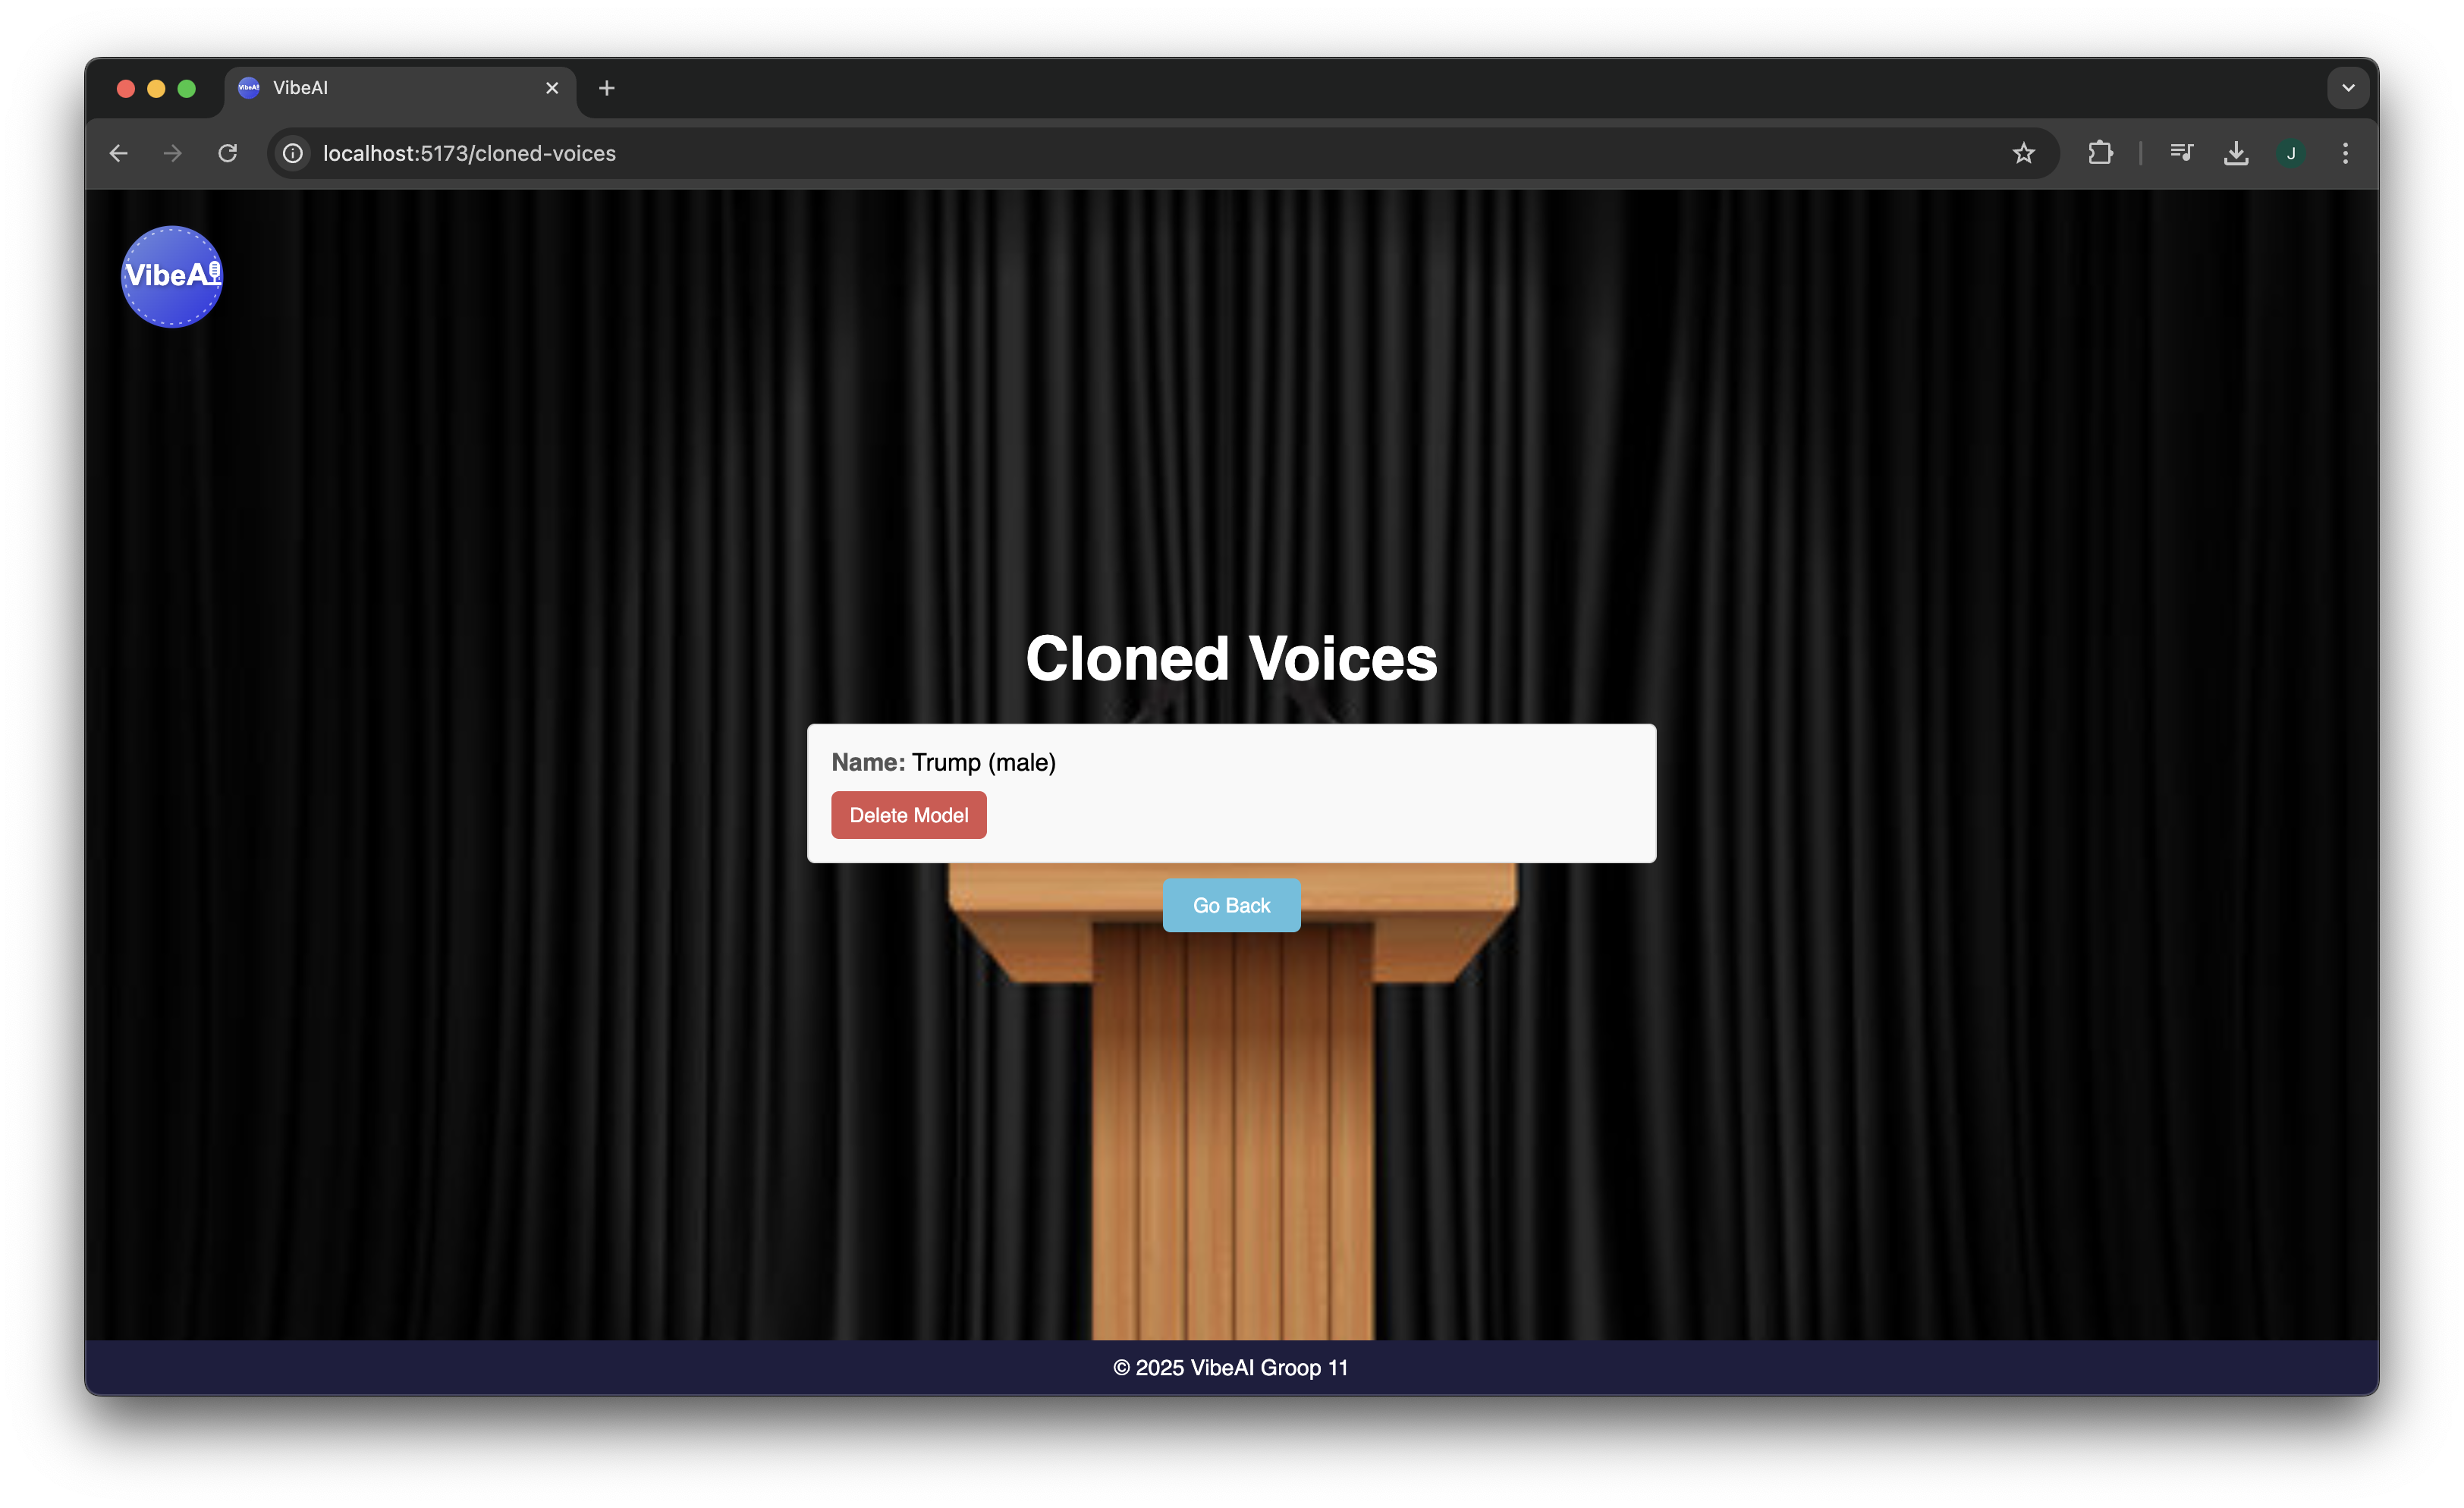 VibeAI
VibeAI
localhost:5173/cloned-voices
J
VibeAI
Cloned Voices
Name: Trump (male)
Delete Model
Go Back
© 2025 VibeAI Groop 11